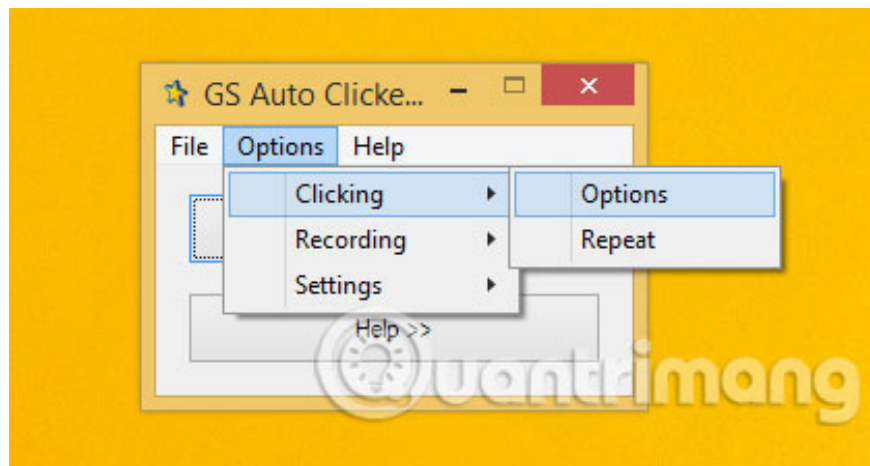 GS Auto Clicke...
File Options Help
Clicking Options
Recording Repeat
Settings
Help >>
Quantrimang